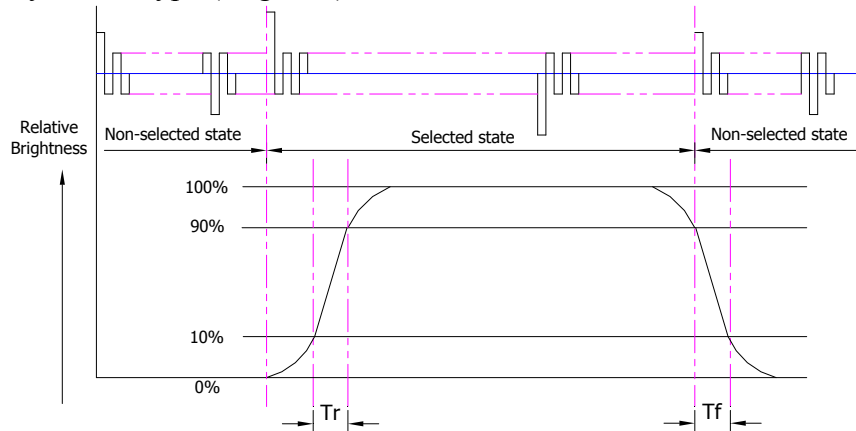 Relative
Brightness
Non-selected state
Selected state
Non-selected state
100%
90%
10%
0%
Tr
Tf